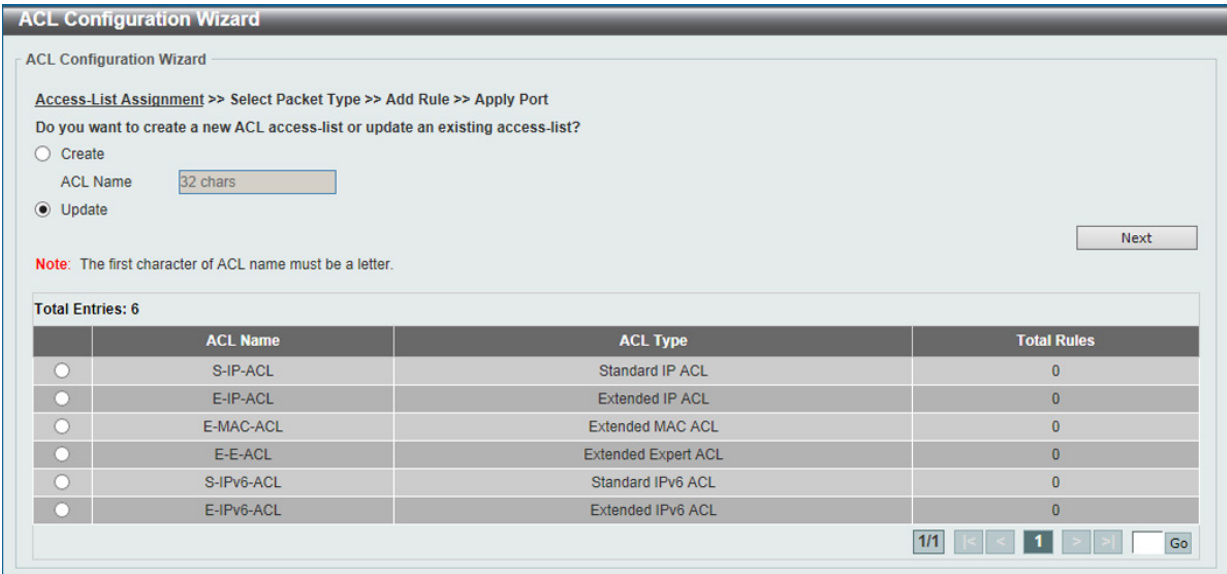 ACL Configuration Wizard
ACL Configuration Wizard
Access-List Assignment >> Select Packet Type >> Add Rule >> Apply Port
Do you want to create a new ACL access-list or update an existing access-list?
Create
ACL Name 32 chars
Update
Next
Note: The first character of ACL name must be a letter.
Total Entries: 6
ACL Name ACL Type Total Rules
S-IP-ACL Standard IP ACL 0
E-IP-ACL Extended IP ACL 0
E-MAC-ACL Extended MAC ACL 0
E-E-ACL Extended Expert ACL 0
S-IPv6-ACL Standard IPv6 ACL 0
E-IPv6-ACL Extended IPv6 ACL 0
1/1 |< < 1 > >| Go